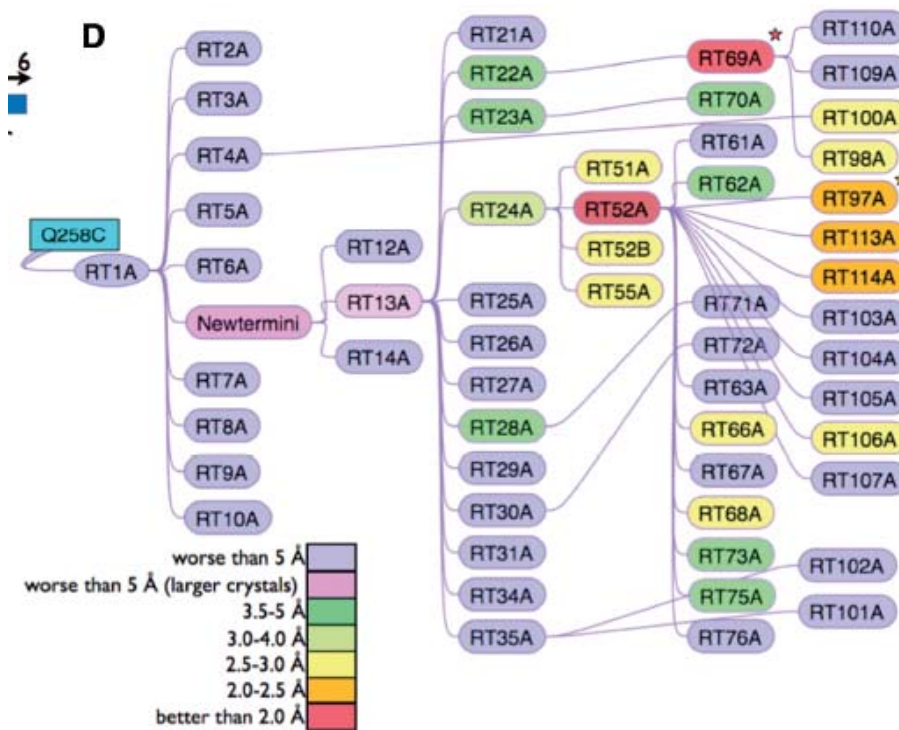 D
6
Q258C
RT1A
RT2A
RT3A
RT4A
RT5A
RT6A
Newtermini
RT7A
RT8A
RT9A
RT10A
RT12A
RT13A
RT14A
RT21A
RT22A
RT23A
RT24A
RT25A
RT26A
RT27A
RT28A
RT29A
RT30A
RT31A
RT34A
RT35A
RT51A
RT52A
RT52B
RT55A
RT69A
RT70A
RT61A
RT62A
RT71A
RT72A
RT63A
RT66A
RT67A
RT68A
RT73A
RT75A
RT76A
RT110A
RT109A
RT100A
RT98A
RT97A
RT113A
RT114A
RT103A
RT104A
RT105A
RT106A
RT107A
RT102A
RT101A
worse than 5 Å
worse than 5 Å (larger crystals)
3.5-5 Å
3.0-4.0 Å
2.5-3.0 Å
2.0-2.5 Å
better than 2.0 Å